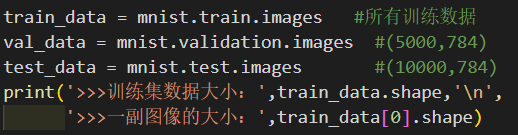 train_data = mnist.train.images   #所有训练数据
val_data = mnist.validation.images  #(5000,784)
test_data = mnist.test.images       #(10000,784)
print('>>>训练集数据大小：',train_data.shape,'\n',
      '>>>一副图像的大小：',train_data[0].shape)